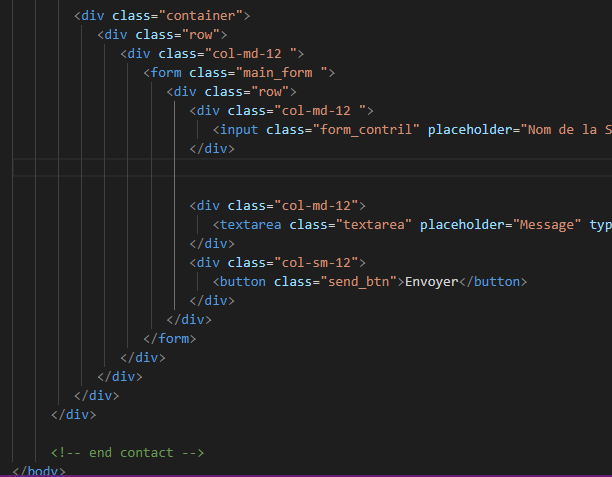 <div class="container">
<div class="row">
<div class="col-md-12 ">
<form class="main_form ">
<div class="row">
<div class="col-md-12 ">
<input class="form_contril" placeholder="Nom de la S
</div>
<div class="col-md-12">
<textarea class="textarea" placeholder="Message" typ
</div>
<div class="col-sm-12">
<button class="send_btn">Envoyer</button>
</div>
</div>
</form>
</div>
</div>
</div>
</div>
<!-- end contact -->
</body>